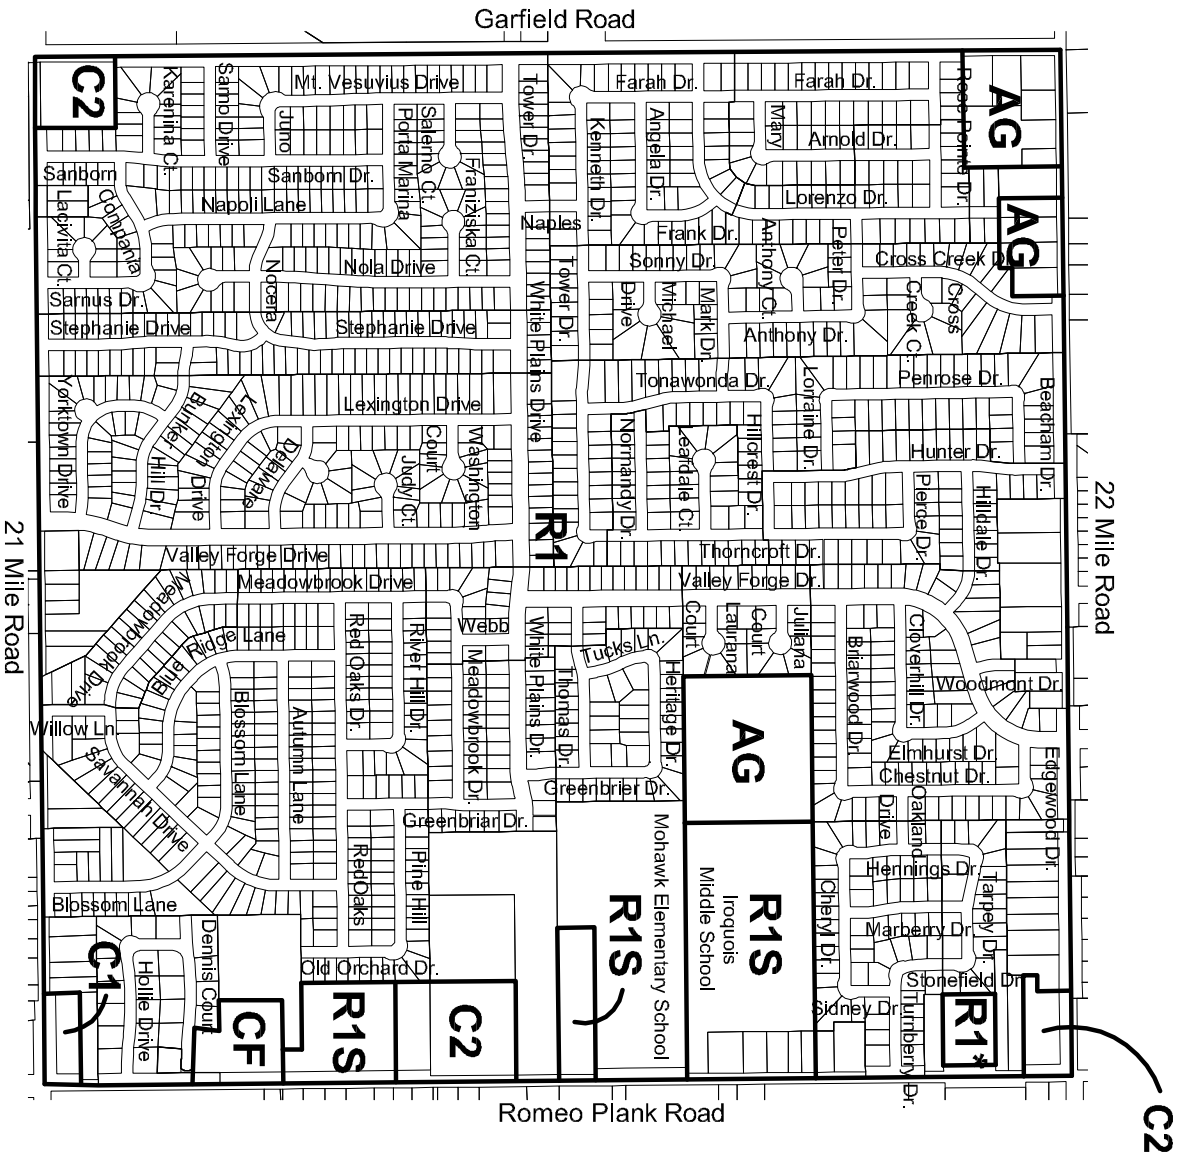 Garfield Road
C2
Karenina Ct.
Samo Drive
Mt. Vesuvius Drive
Juno
Porta Marina
Salerno Ct.
Franziska Ct.
Tower Dr.
Farah Dr.
Farah Dr.
Rose Pointe Dr.
AG
Kenneth Dr.
Angela Dr.
Mary
Arnold Dr.
Sanborn
Sanborn Dr.
Lacivita Ct.
Compania
Napoli Lane
Naples
Lorenzo Dr.
Frank Dr.
Anthony Ct.
Peter Dr.
AG
Nola Drive
Nocera
Sonny Dr.
Cross Creek D
Sarnus Dr.
Tower Dr.
White Plains Drive
Drive
Michael
Mark Dr.
Creek Ct.
Cross
Stephanie Drive
Stephanie Drive
Anthony Dr.
Tonawonda Dr.
Lorraine Dr.
Penrose Dr.
Beacham Dr.
Yorktown Drive
Bunker
Hill Dr.
Lexington
Drive
Delaware
Lexington Drive
Court
Judy Ct.
Washington
Normandy Dr.
Leafdale Ct.
Hillcrest Dr.
Hunter Dr.
Pierce Dr.
Hilldale Dr.
21 Mile Road
22 Mile Road
R1
Valley Forge Drive
Thorncroft Dr.
Meadowbrook Drive
Valley Forge Dr.
Meadowbrook
Drive
Blue
Ridge Lane
Red Oaks Dr.
River Hill Dr.
Webb
Meadowbrook Dr.
White Plains Dr.
Thomas Dr.
Tucks Ln.
Heritage Dr.
Court
Laurana
Court
Juliana
Briarwood Dr.
Cloverhill Dr.
Woodmont Dr.
Willow Ln.
Savannah Drive
Blossom Lane
Autumn Lane
AG
Elmhurst Dr.
Chestnut Dr.
Edgewood Dr.
Greenbrier Dr.
Greenbriar Dr.
Drive
Oakland
RedOaks
Pine Hill
Mohawk Elementary School
Iroquois
Middle School
R1S
Hennings Dr.
Tarpey Dr.
Cheryl Dr.
Marberry Dr.
Blossom Lane
C1
Hollie Drive
Dennis Court
Old Orchard Dr.
R1S
Stonefield Dr
Sidney Dr.
Turnberry Dr.
CF
R1S
C2
R1*
C2
Romeo Plank Road